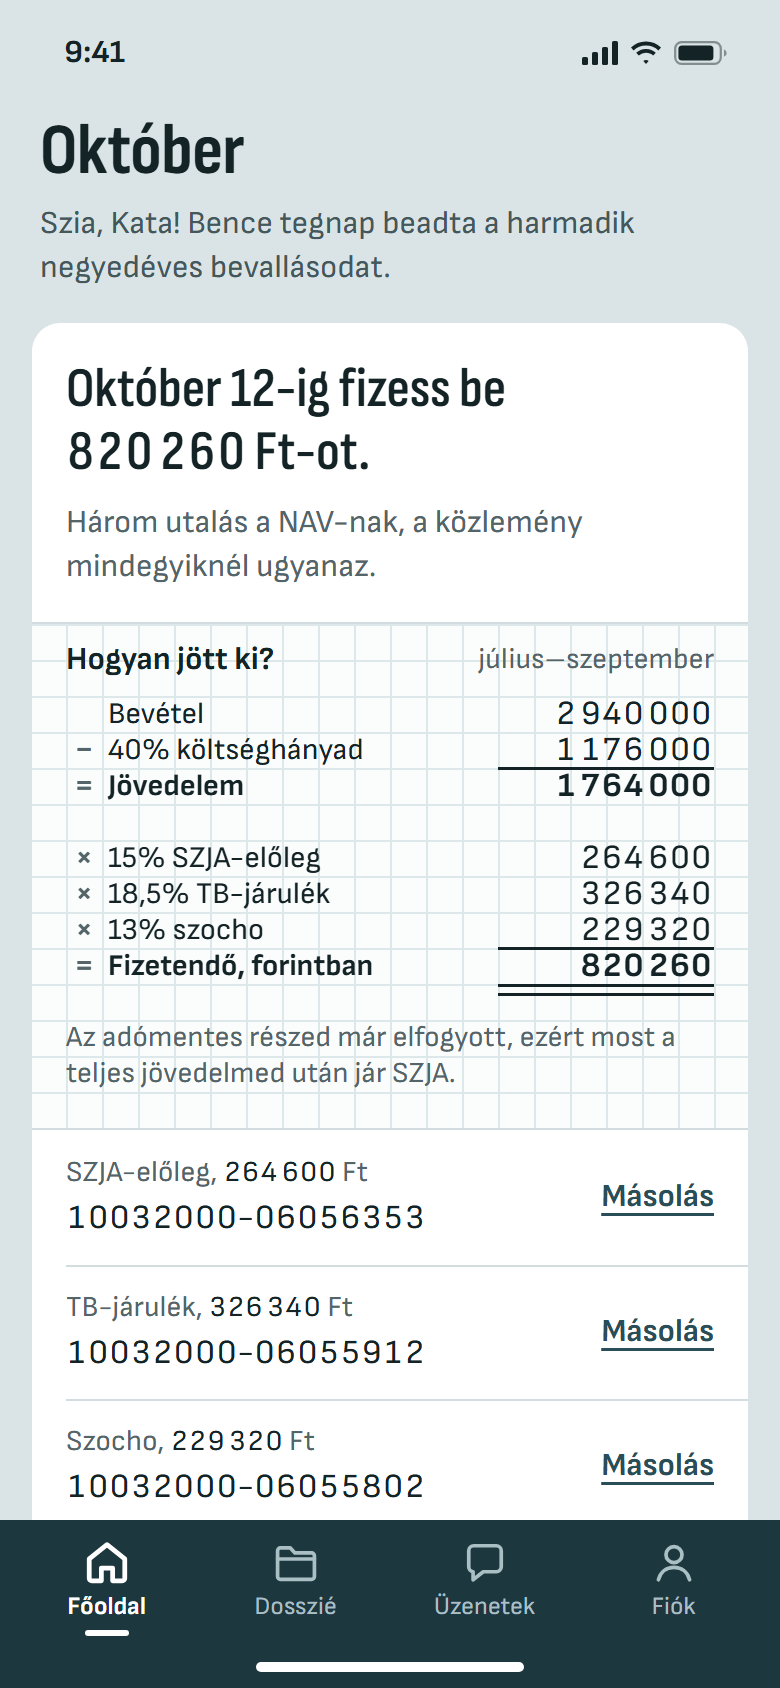 9:41
Október
Szia, Kata! Bence tegnap beadta a harmadik
negyedéves bevallásodat.
Október 12-ig fizess be
820 260 Ft-ot.
Három utalás a NAV-nak, a közlemény
mindegyiknél ugyanaz.
Hogyan jött ki? július–szeptember
Bevétel 2 940 000
− 40% költséghányad 1 176 000
= Jövedelem 1 764 000
× 15% SZJA-előleg 264 600
× 18,5% TB-járulék 326 340
× 13% szocho 229 320
= Fizetendő, forintban 820 260
Az adómentes részed már elfogyott, ezért most a
teljes jövedelmed után jár SZJA.
SZJA-előleg, 264 600 Ft
10032000-06056353 Másolás
TB-járulék, 326 340 Ft
10032000-06055912 Másolás
Szocho, 229 320 Ft
10032000-06055802 Másolás
Főoldal Dosszié Üzenetek Fiók